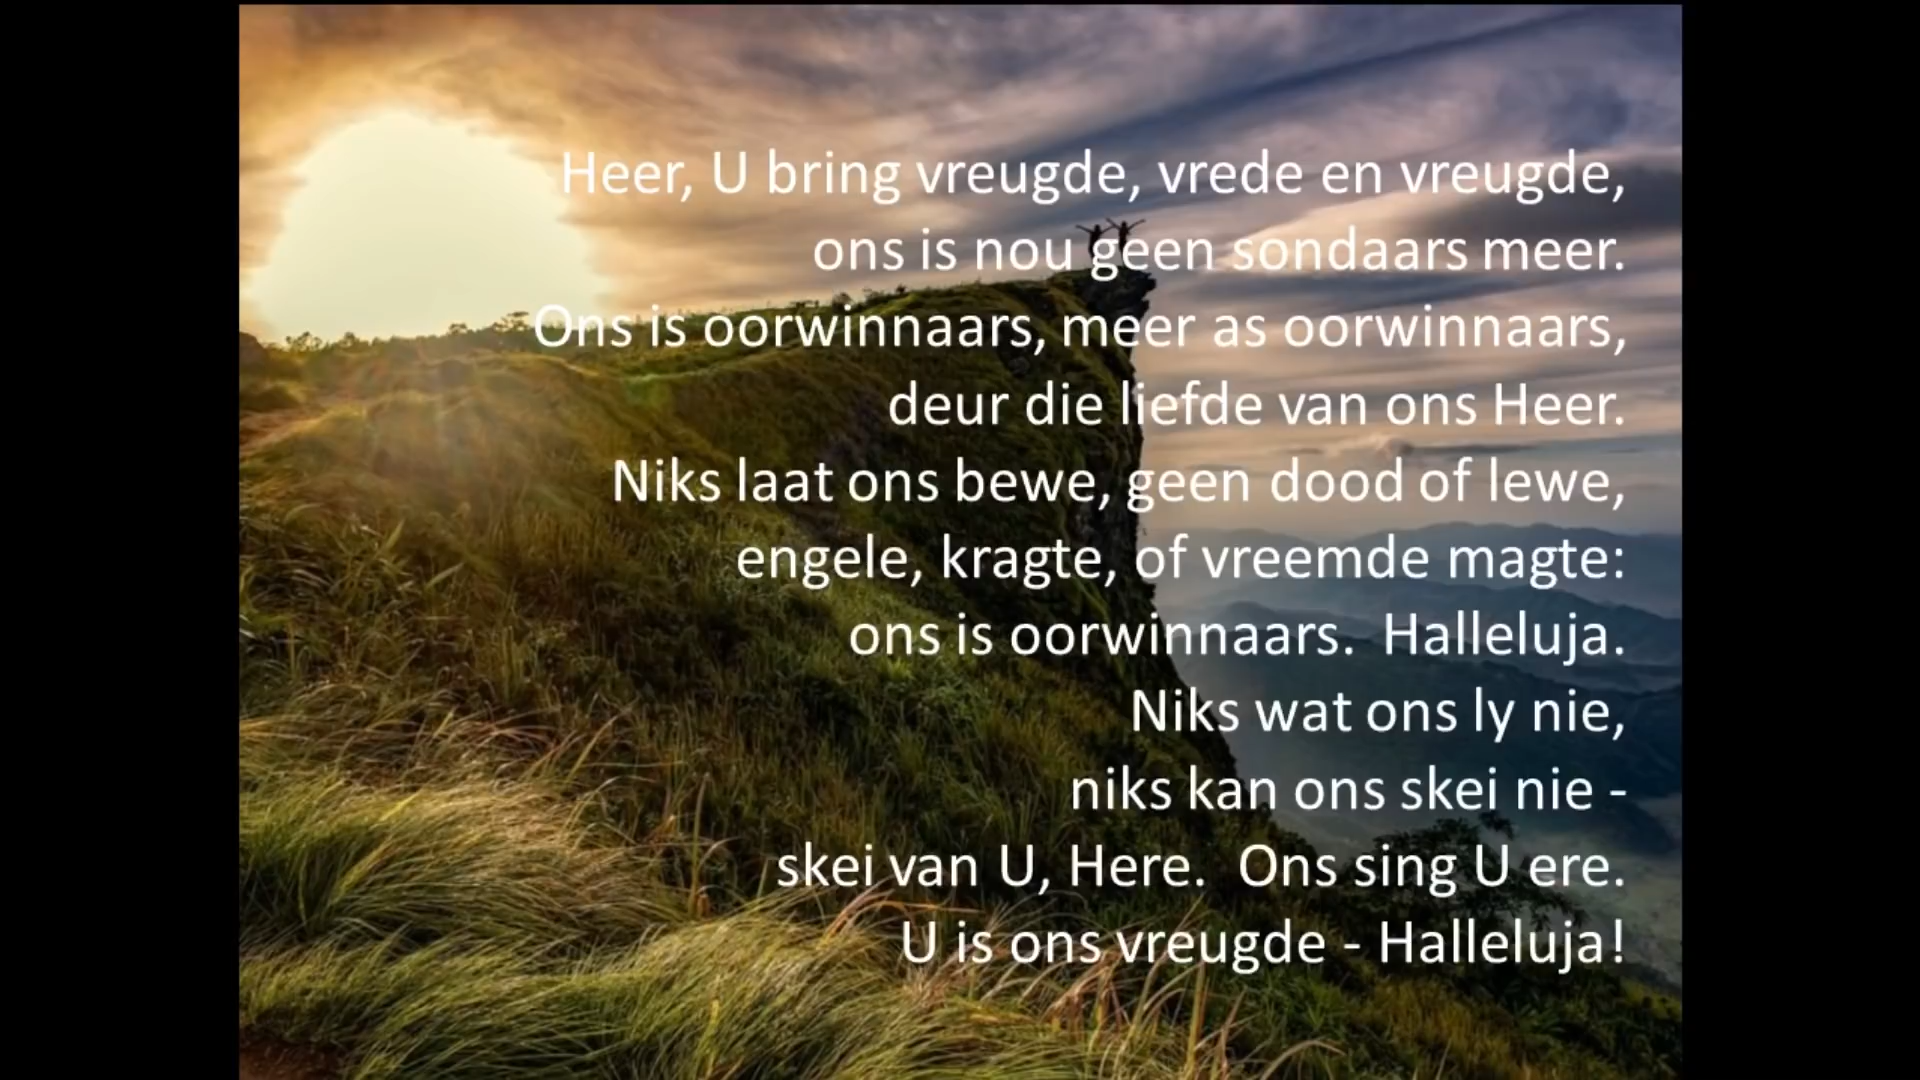 Heer, U bring vreugde, vrede en vreugde,
ons is nou geen sondaars meer.
Ons is oorwinnaars, meer as oorwinnaars,
deur die liefde van ons Heer.
Niks laat ons bewe, geen dood of lewe,
engele, kragte, of vreemde magte:
ons is oorwinnaars.  Halleluja.
Niks wat ons ly nie,
niks kan ons skei nie -
skei van U, Here.  Ons sing U ere.
U is ons vreugde - Halleluja!